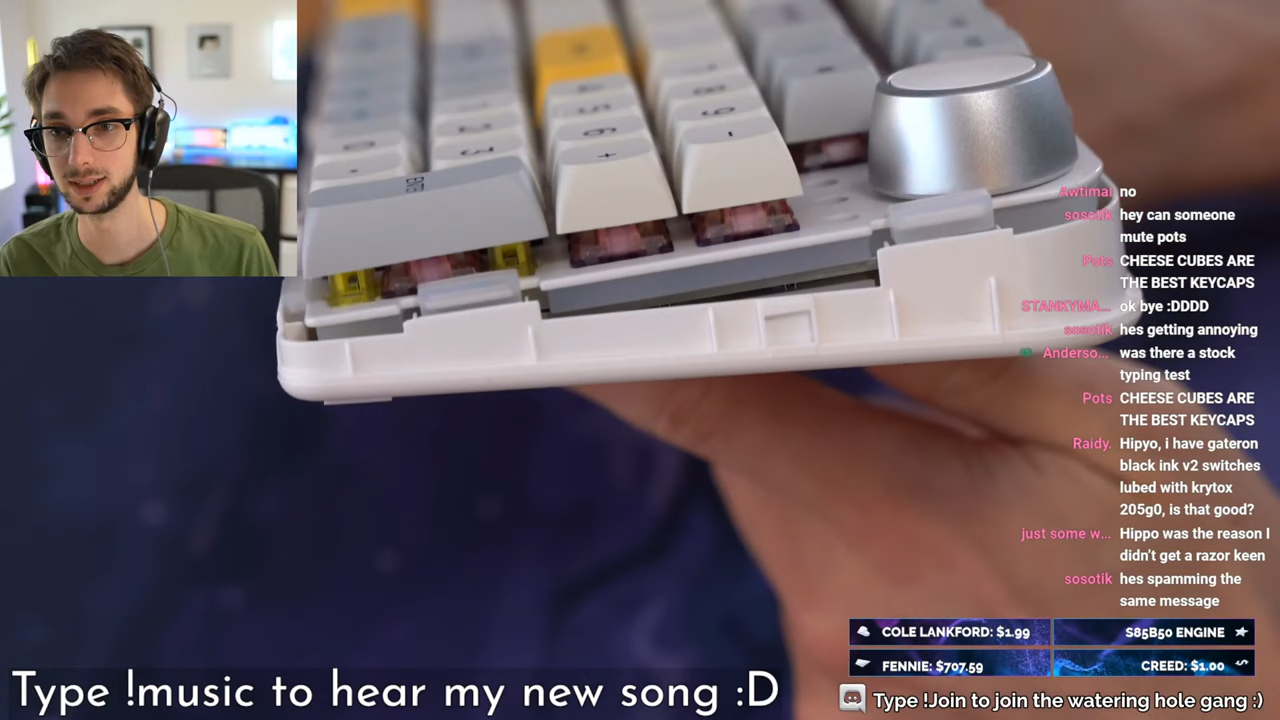 Awtimal no
sosotik hey can someone
mute pots
Pots CHEESE CUBES ARE
THE BEST KEYCAPS
STANKYMA... ok bye :DDDD
sosotik hes getting annoying
Anderso... was there a stock
typing test
Pots CHEESE CUBES ARE
THE BEST KEYCAPS
Raidy. Hipyo, i have gateron
black ink v2 switches
lubed with krytox
205g0, is that good?
just some w... Hippo was the reason I
didn't get a razor keen
sosotik hes spamming the
same message
COLE LANKFORD: $1.99
S85B50 ENGINE
FENNIE: $707.59
CREED: $1.00
Type !music to hear my new song :D
Type !Join to join the watering hole gang :)